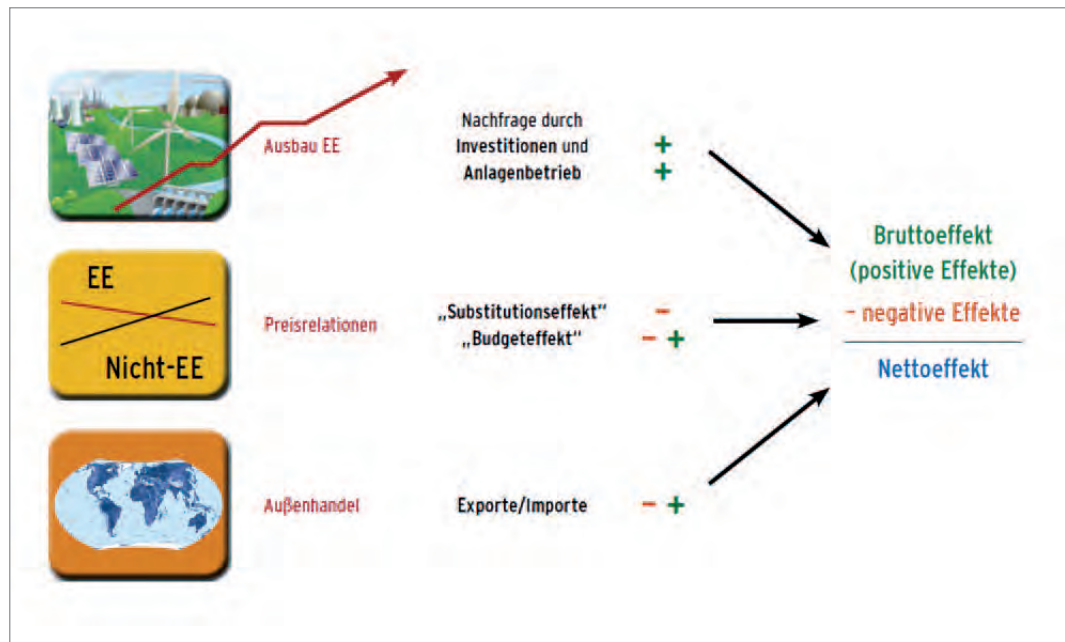 Ausbau EE
Nachfrage durch
Investitionen und
Anlagenbetrieb
+
+
EE
Nicht-EE
Preisrelationen
„Substitutionseffekt“ –
„Budgeteffekt“ – +
Außenhandel
Exporte/Importe – +
Bruttoeffekt
(positive Effekte)
– negative Effekte
Nettoeffekt